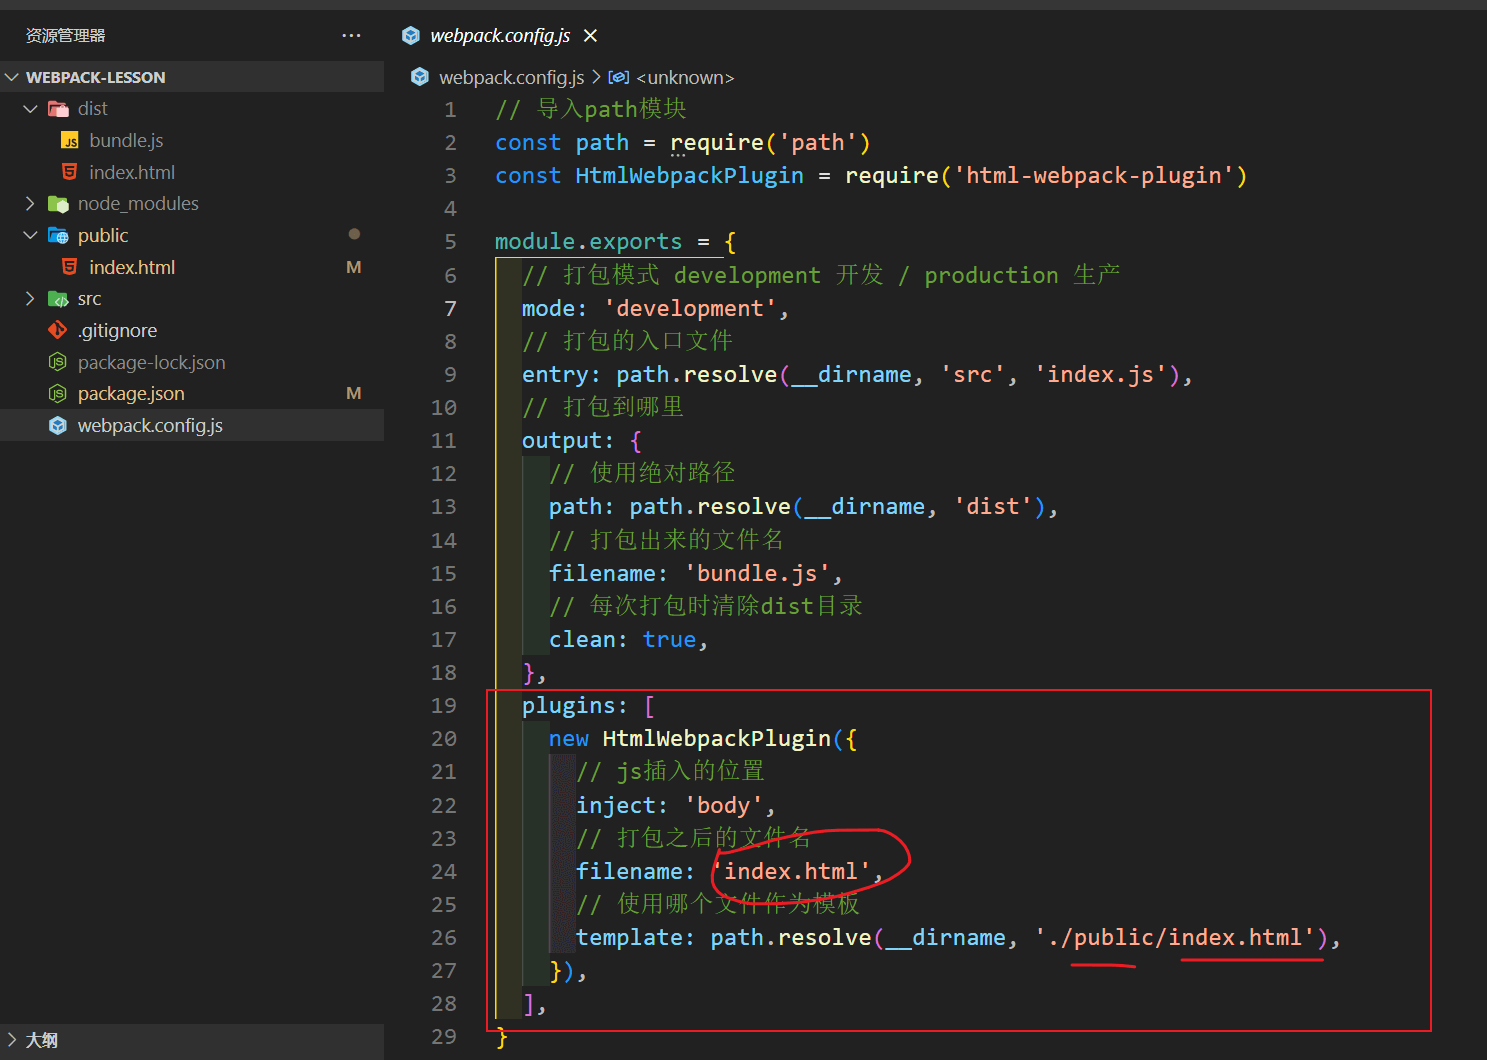 资源管理器 ···
WEBPACK-LESSON
dist
bundle.js
index.html
node_modules
public
index.html M
src
.gitignore
package-lock.json
package.json M
webpack.config.js
大纲
webpack.config.js
webpack.config.js > <unknown>
1 // 导入path模块
2 const path = require('path')
3 const HtmlWebpackPlugin = require('html-webpack-plugin')
4
5 module.exports = {
6 // 打包模式 development 开发 / production 生产
7 mode: 'development',
8 // 打包的入口文件
9 entry: path.resolve(__dirname, 'src', 'index.js'),
10 // 打包到哪里
11 output: {
12 // 使用绝对路径
13 path: path.resolve(__dirname, 'dist'),
14 // 打包出来的文件名
15 filename: 'bundle.js',
16 // 每次打包时清除dist目录
17 clean: true,
18 },
19 plugins: [
20 new HtmlWebpackPlugin({
21 // js插入的位置
22 inject: 'body',
23 // 打包之后的文件名
24 filename: 'index.html',
25 // 使用哪个文件作为模板
26 template: path.resolve(__dirname, './public/index.html'),
27 }),
28 ],
29 }